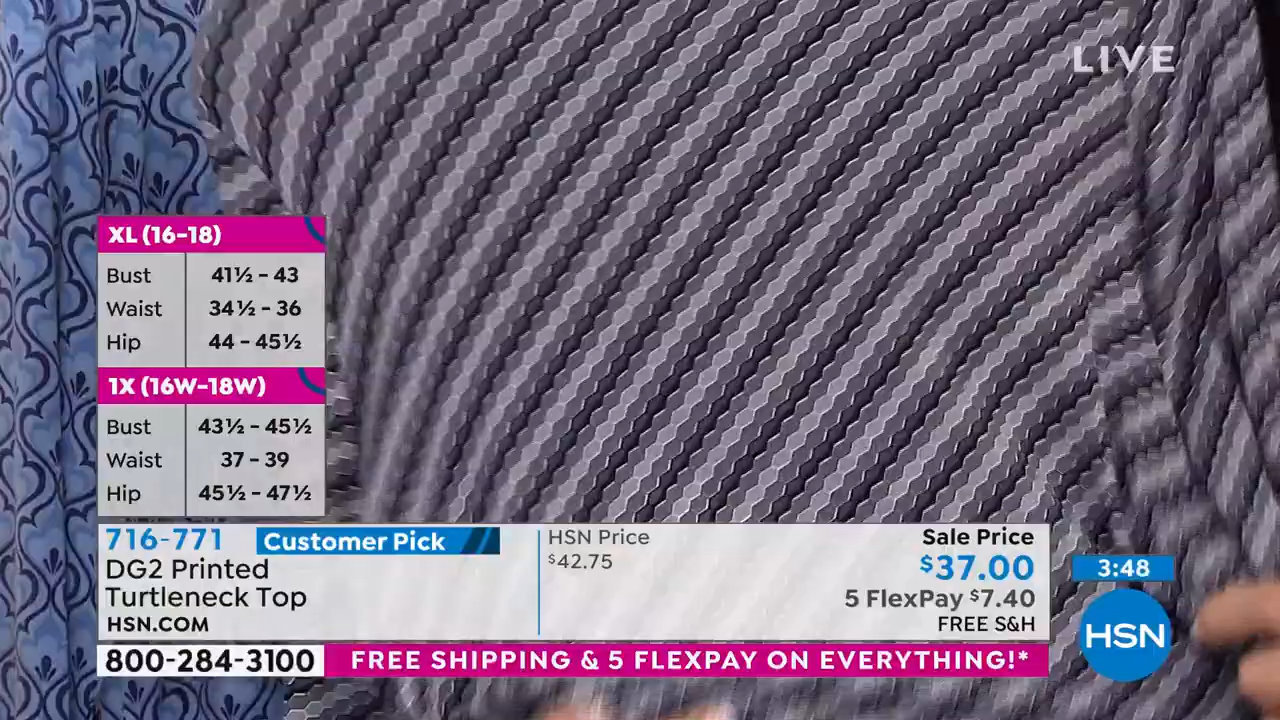 LIVE
XL (16-18)
Bust 41½ - 43
Waist 34½ - 36
Hip 44 - 45½
1X (16W-18W)
Bust 43½ - 45½
Waist 37 - 39
Hip 45½ - 47½
716-771 Customer Pick
DG2 Printed
Turtleneck Top
HSN.COM
HSN Price
$42.75
Sale Price
$37.00
5 FlexPay $7.40
FREE S&H
3:48
HSN
800-284-3100 FREE SHIPPING & 5 FLEXPAY ON EVERYTHING!*